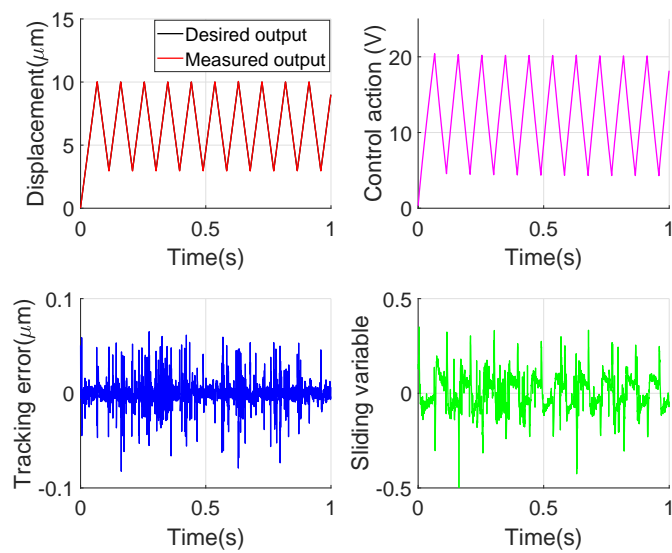 Displacement(μm)
15
10
5
0
Desired output
Measured output
0
0.5
1
Time(s)
Control action (V)
20
10
0
0
0.5
1
Time(s)
Tracking error(μm)
0.1
0
-0.1
0
0.5
1
Time(s)
Sliding variable
0.5
0
-0.5
0
0.5
1
Time(s)